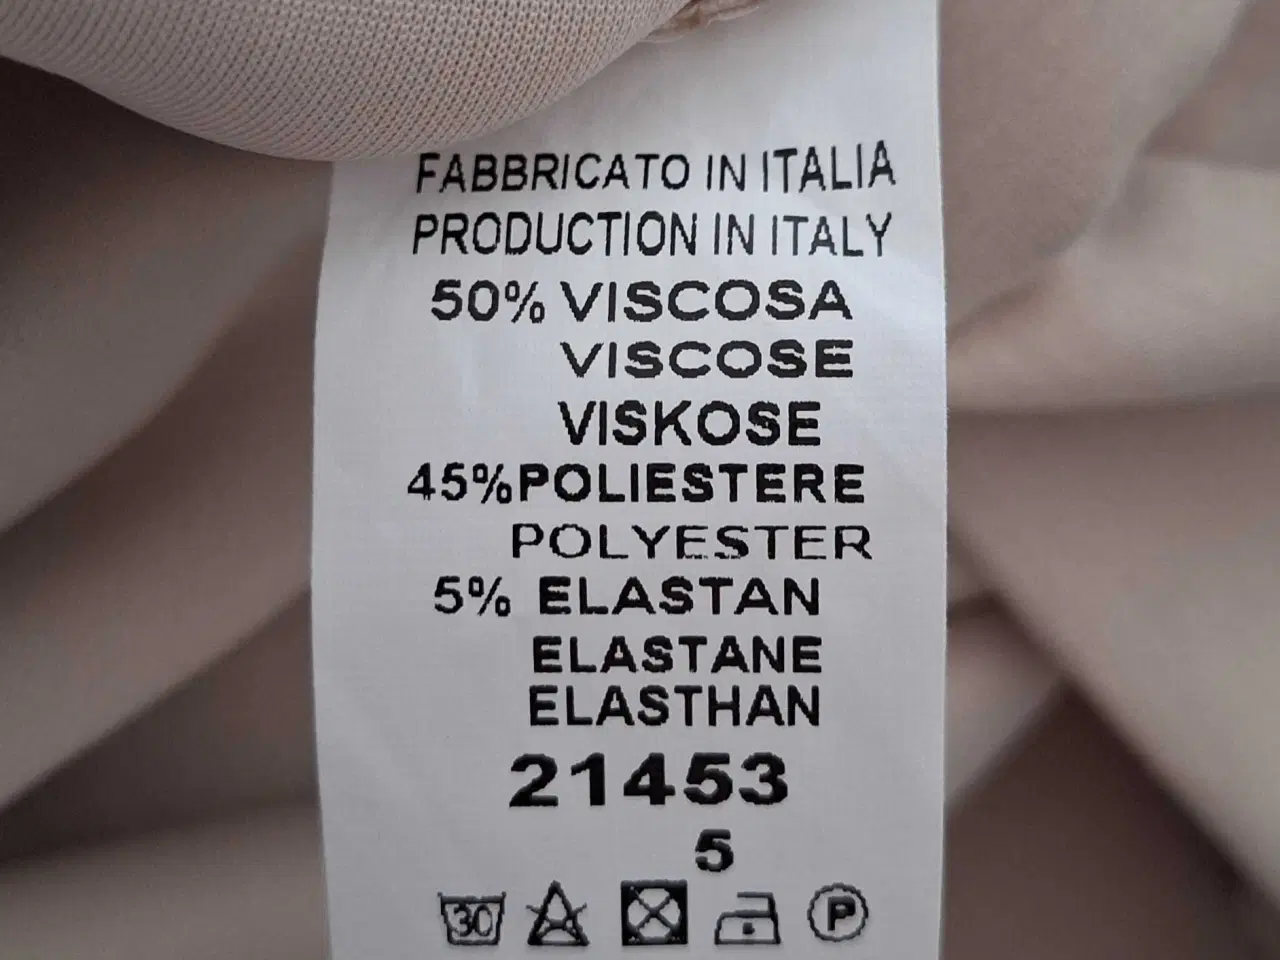 FABBRICATO IN ITALIA
PRODUCTION IN ITALY
50% VISCOSA
VISCOSE
VISKOSE
45%POLIESTERE
POLYESTER
5% ELASTAN
ELASTANE
ELASTHAN
21453
5
30 P